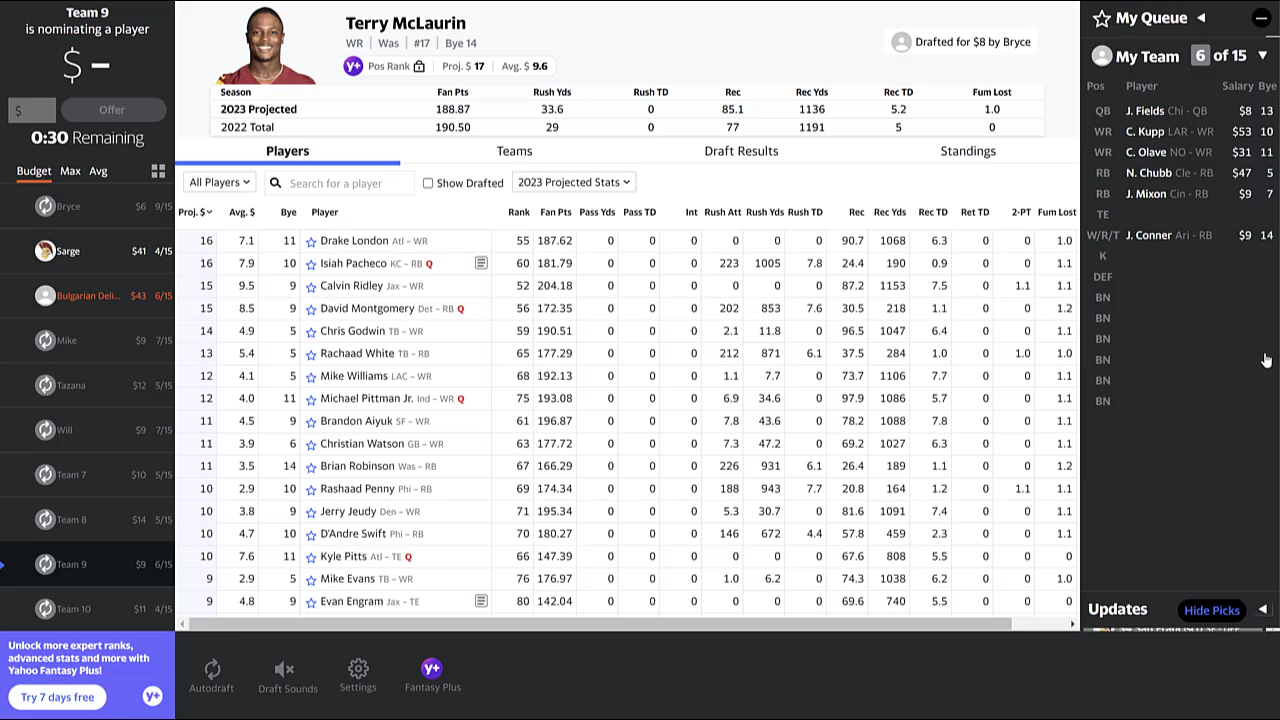 Team 9
is nominating a player
$ –
$ Offer
0:30 Remaining
Budget Max Avg
Bryce $6 9/15
Sarge $41 4/15
Bulgarian Deli... $43 6/15
Mike $9 7/15
Tazana $12 5/15
Will $9 7/15
Team 7 $10 5/15
Team 8 $14 5/15
Team 9 $9 6/15
Team 10 $11 4/15
Unlock more expert ranks,
advanced stats and more with
Yahoo Fantasy Plus!
Try 7 days free y+
Terry McLaurin
WR Was #17 Bye 14
y+ Pos Rank Proj. $ 17 Avg. $ 9.6
Drafted for $8 by Bryce
Season Fan Pts Rush Yds Rush TD Rec Rec Yds Rec TD Fum Lost
2023 Projected 188.87 33.6 0 85.1 1136 5.2 1.0
2022 Total 190.50 29 0 77 1191 5 0
Players Teams Draft Results Standings
All Players Search for a player Show Drafted 2023 Projected Stats
Proj. $ Avg. $ Bye Player Rank Fan Pts Pass Yds Pass TD Int Rush Att Rush Yds Rush TD Rec Rec Yds Rec TD Ret TD 2-PT Fum Lost
16 7.1 11 Drake London Atl – WR 55 187.62 0 0 0 0 0 0 90.7 1068 6.3 0 0 1.0
16 7.9 10 Isiah Pacheco KC – RB Q 60 181.79 0 0 0 223 1005 7.8 24.4 190 0.9 0 0 1.1
15 9.5 9 Calvin Ridley Jax – WR 52 204.18 0 0 0 0 0 0 87.2 1153 7.5 0 1.1 1.1
15 8.5 9 David Montgomery Det – RB Q 56 172.35 0 0 0 202 853 7.6 30.5 218 1.1 0 0 1.2
14 4.9 5 Chris Godwin TB – WR 59 190.51 0 0 0 2.1 11.8 0 96.5 1047 6.4 0 0 1.1
13 5.4 5 Rachaad White TB – RB 65 177.29 0 0 0 212 871 6.1 37.5 284 1.0 0 1.0 1.0
12 4.1 5 Mike Williams LAC – WR 68 192.13 0 0 0 1.1 7.7 0 73.7 1106 7.7 0 0 1.1
12 4.0 11 Michael Pittman Jr. Ind – WR Q 75 193.08 0 0 0 6.9 34.6 0 97.9 1086 5.7 0 0 1.1
11 4.5 9 Brandon Aiyuk SF – WR 61 196.87 0 0 0 7.8 43.6 0 78.2 1088 7.8 0 0 1.1
11 3.9 6 Christian Watson GB – WR 63 177.72 0 0 0 7.3 47.2 0 69.2 1027 6.3 0 0 1.1
11 3.5 14 Brian Robinson Was – RB 67 166.29 0 0 0 226 931 6.1 26.4 189 1.1 0 0 1.2
10 2.9 10 Rashaad Penny Phi – RB 69 174.34 0 0 0 188 943 7.7 20.8 164 1.2 0 1.1 1.1
10 3.8 9 Jerry Jeudy Den – WR 71 195.34 0 0 0 5.3 30.7 0 81.6 1091 7.4 0 0 1.1
10 4.7 10 D'Andre Swift Phi – RB 70 180.27 0 0 0 146 672 4.4 57.8 459 2.3 0 0 1.1
10 7.6 11 Kyle Pitts Atl – TE Q 66 147.39 0 0 0 0 0 0 67.6 808 5.5 0 0 0
9 2.9 5 Mike Evans TB – WR 76 176.97 0 0 0 1.0 6.2 0 74.3 1038 6.2 0 0 1.0
9 4.8 9 Evan Engram Jax – TE 80 142.04 0 0 0 0 0 0 69.6 740 5.5 0 0 0
Autodraft Draft Sounds Settings y+ Fantasy Plus
My Queue
My Team 6 of 15
Pos Player Salary Bye
QB J. Fields Chi - QB $8 13
WR C. Kupp LAR - WR $53 10
WR C. Olave NO - WR $31 11
RB N. Chubb Cle - RB $47 5
RB J. Mixon Cin - RB $9 7
TE
W/R/T J. Conner Ari - RB $9 14
K
DEF
BN
BN
BN
BN
BN
BN
Updates Hide Picks